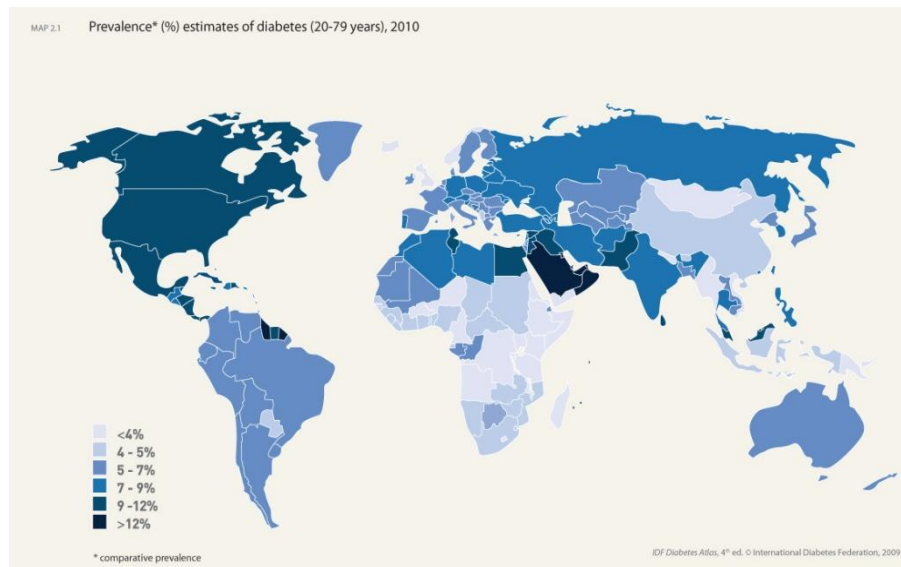 MAP 2.1 Prevalence* (%) estimates of diabetes (20-79 years), 2010
<4%
4 - 5%
5 - 7%
7 - 9%
9 -12%
>12%
* comparative prevalence
IDF Diabetes Atlas, 4th ed. © International Diabetes Federation, 2009